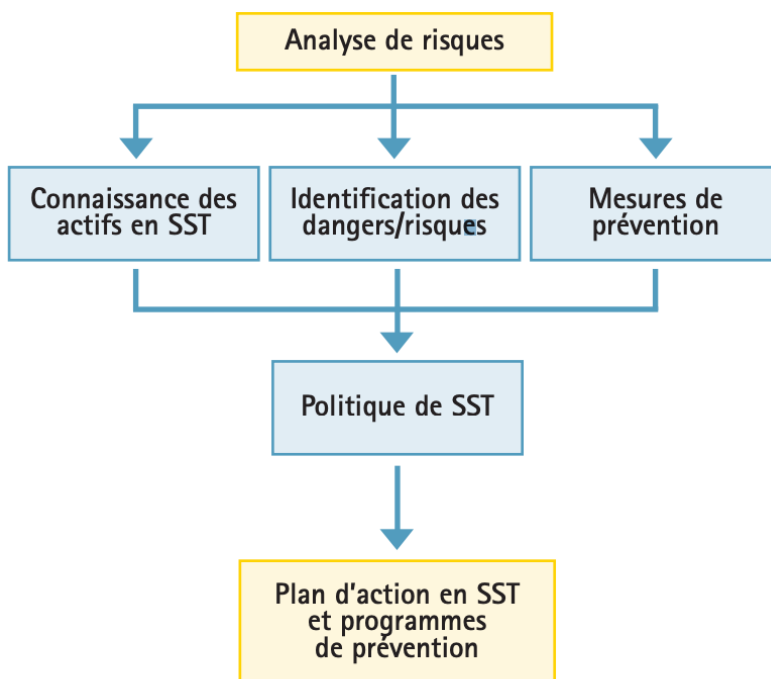 Analyse de risques
Connaissance des
actifs en SST
Identification des
dangers/risques
Mesures de
prévention
Politique de SST
Plan d'action en SST
et programmes
de prévention